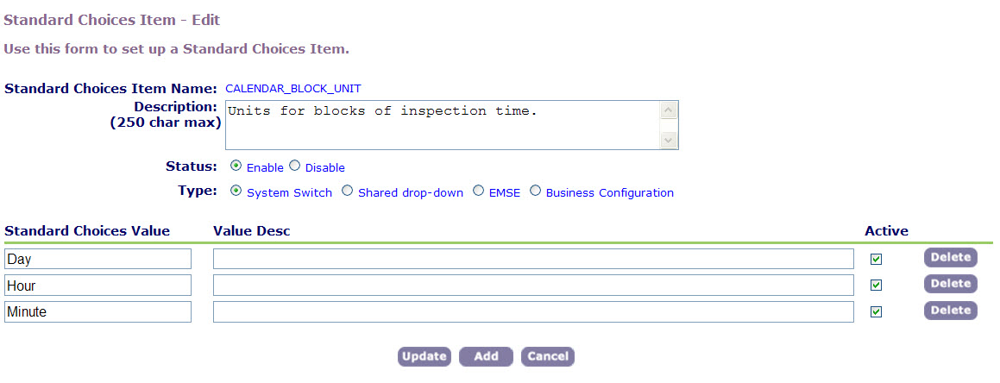 Standard Choices Item - Edit
Use this form to set up a Standard Choices Item.
Standard Choices Item Name: CALENDAR_BLOCK_UNIT
Description: Units for blocks of inspection time.
(250 char max)
Status: Enable Disable
Type: System Switch Shared drop-down EMSE Business Configuration
Standard Choices Value Value Desc Active
Day Delete
Hour Delete
Minute Delete
Update Add Cancel